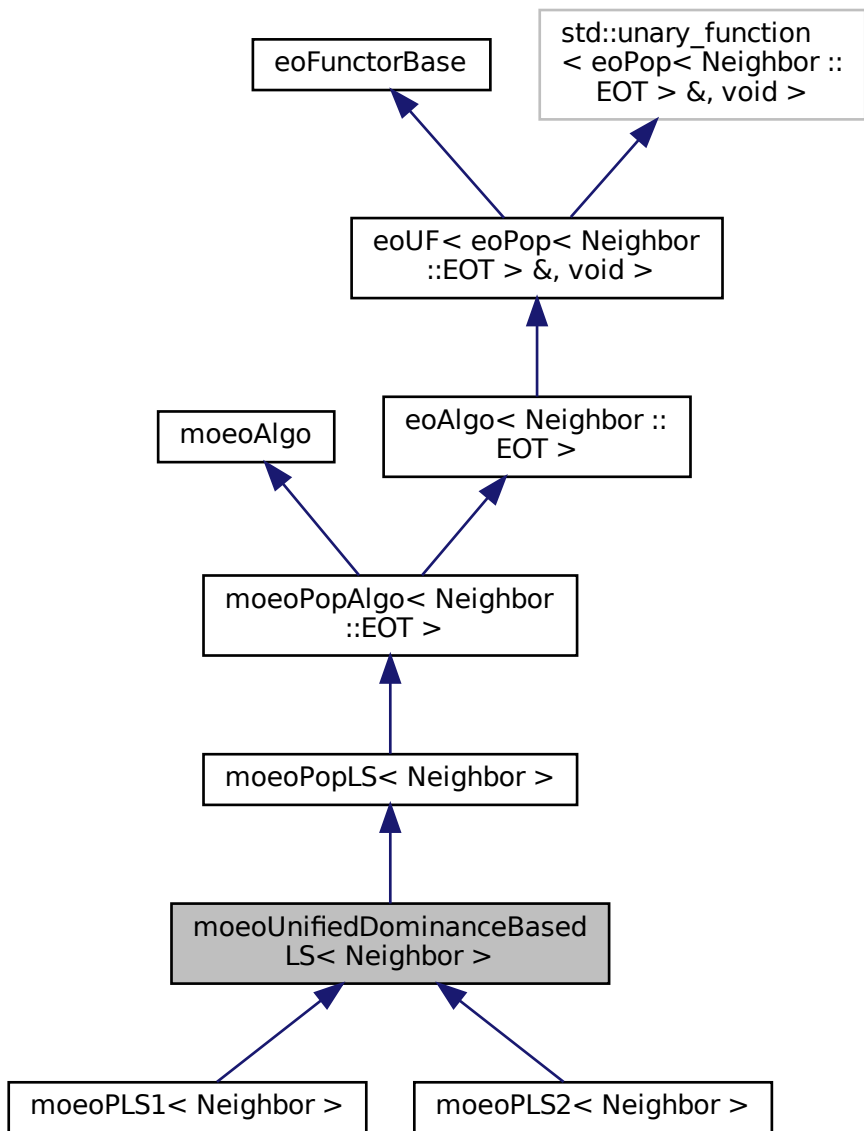 eoFunctorBase
std::unary_function
< eoPop< Neighbor ::
EOT > &, void >
eoUF< eoPop< Neighbor
::EOT > &, void >
moeoAlgo
eoAlgo< Neighbor ::
EOT >
moeoPopAlgo< Neighbor
::EOT >
moeoPopLS< Neighbor >
moeoUnifiedDominanceBased
LS< Neighbor >
moeoPLS1< Neighbor >
moeoPLS2< Neighbor >